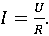 I = U/R.